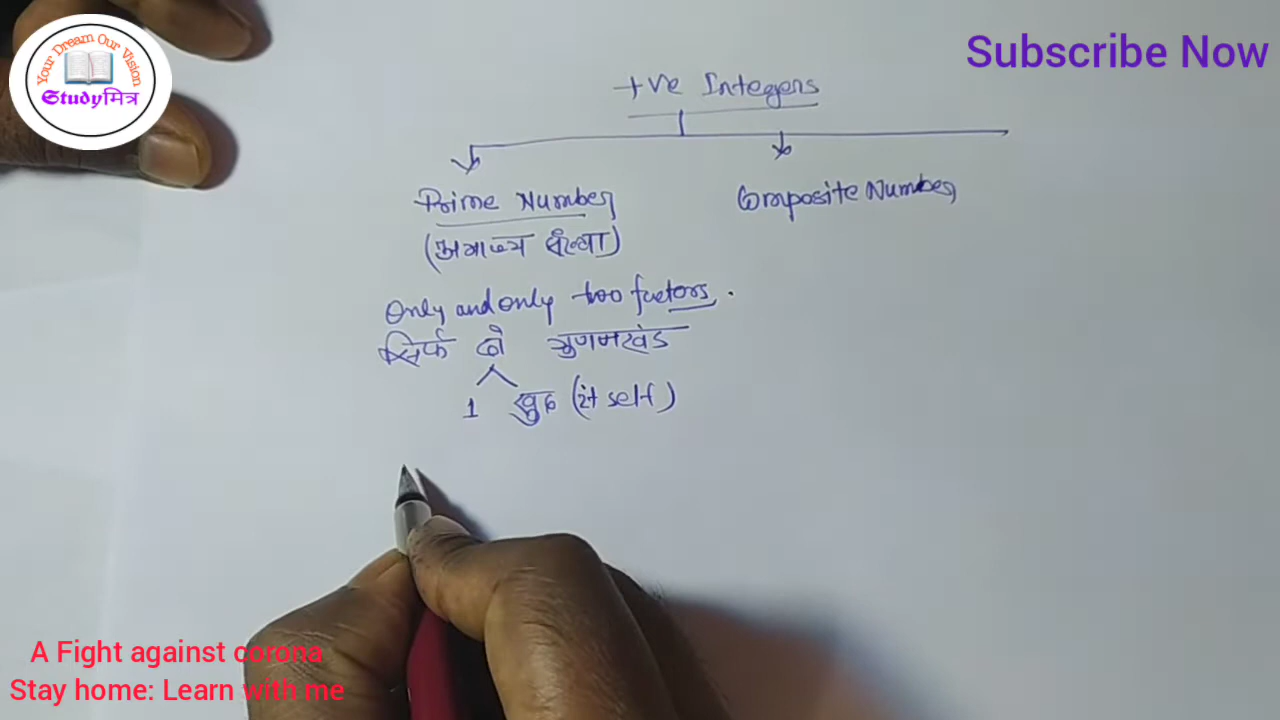 Your Dream Our Vision
Studyमित्र
Subscribe Now
+ve Integers
Prime Number
Composite Number
(अभाज्य संख्या)
Only and only two factors.
सिर्फ दो गुणनखंड
1 खुद (it self)
A Fight against corona
Stay home: Learn with me